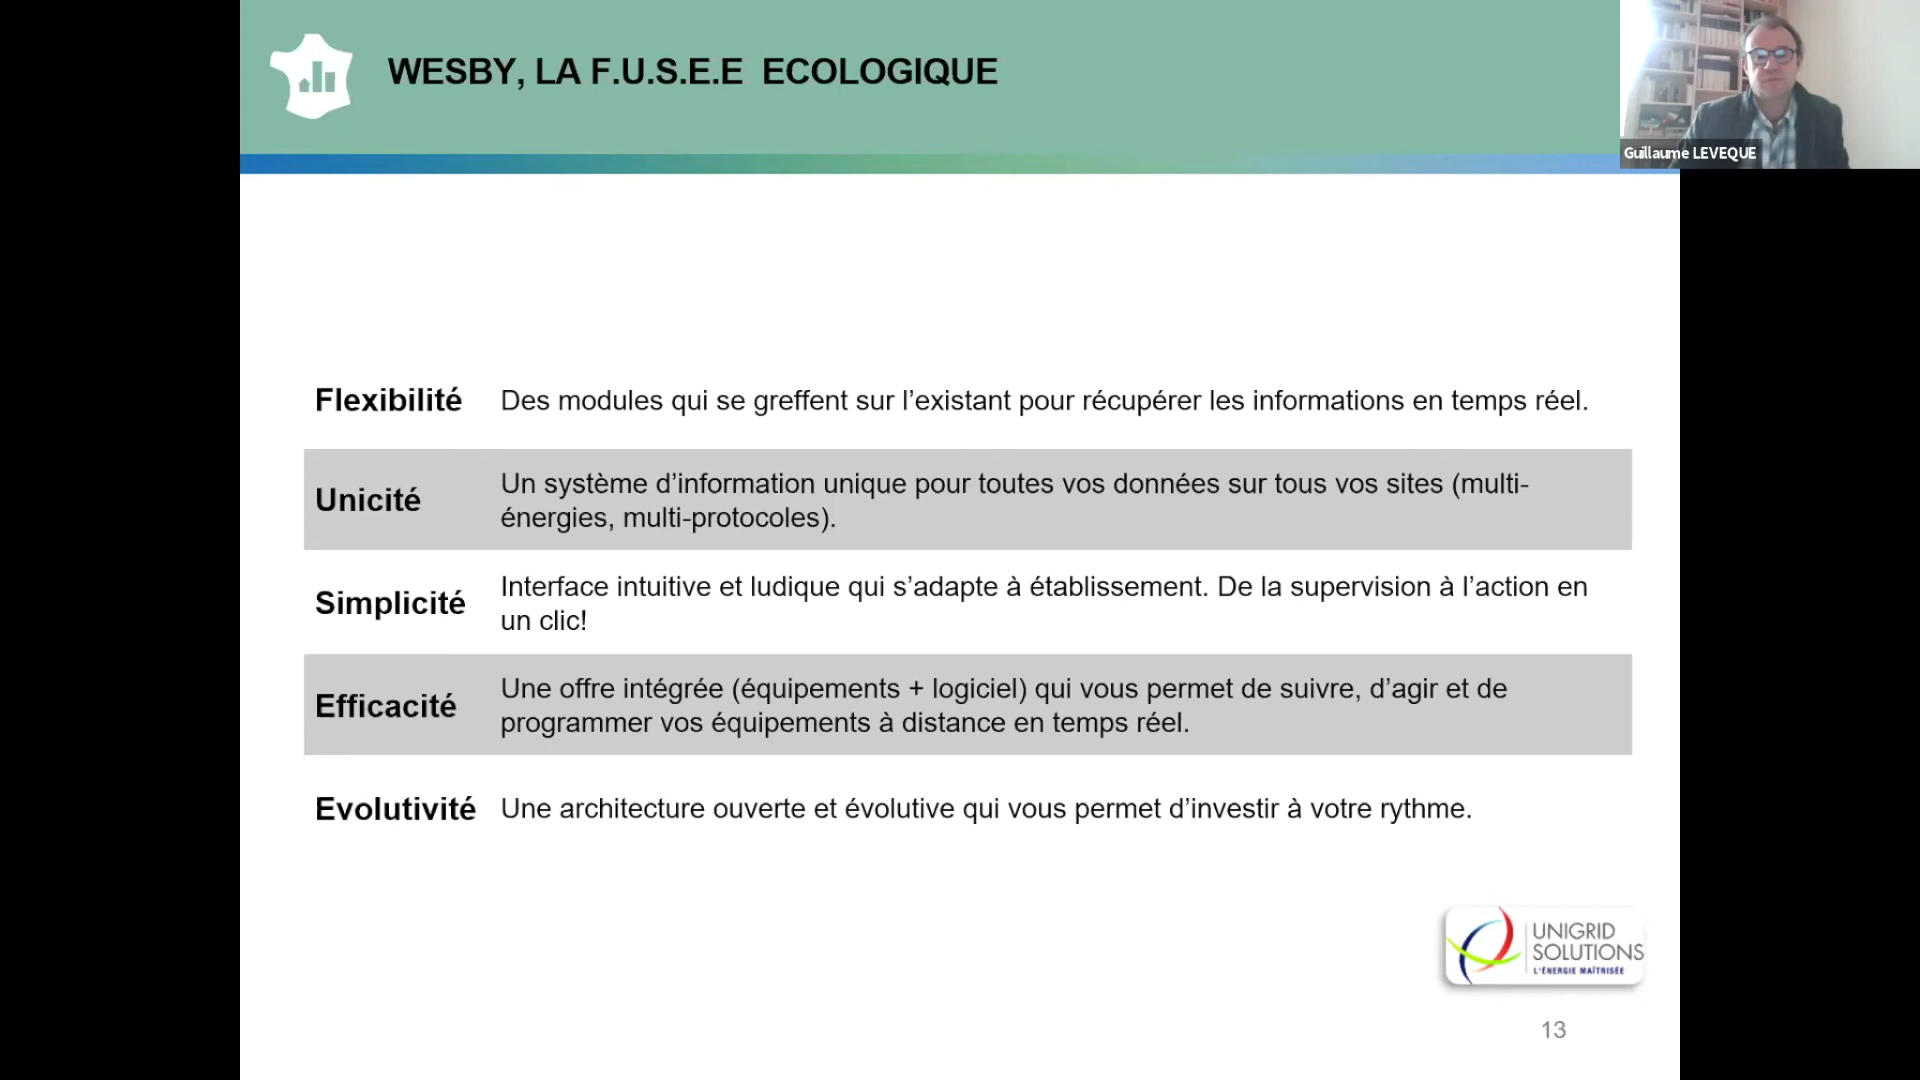 WESBY, LA F.U.S.E.E ECOLOGIQUE
Guillaume LEVEQUE
Flexibilité
Des modules qui se greffent sur l’existant pour récupérer les informations en temps réel.
Unicité
Un système d’information unique pour toutes vos données sur tous vos sites (multi-
énergies, multi-protocoles).
Simplicité
Interface intuitive et ludique qui s’adapte à établissement. De la supervision à l’action en
un clic!
Efficacité
Une offre intégrée (équipements + logiciel) qui vous permet de suivre, d’agir et de
programmer vos équipements à distance en temps réel.
Evolutivité
Une architecture ouverte et évolutive qui vous permet d’investir à votre rythme.
UNIGRID
SOLUTIONS
L'ÉNERGIE MAÎTRISÉE
13